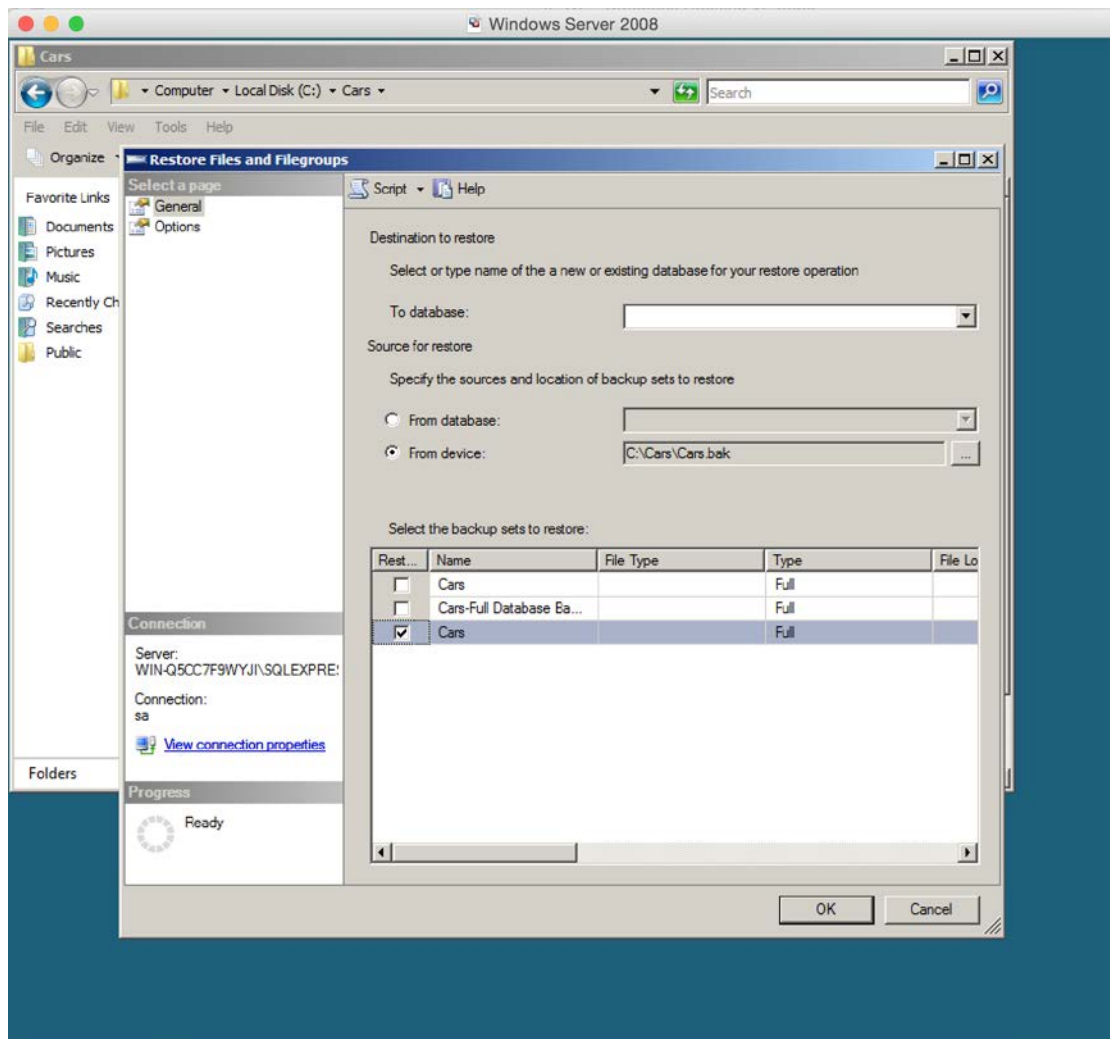 Windows Server 2008
Cars
Computer Local Disk (C:) Cars
Search
File Edit View Tools Help
Organize
Restore Files and Filegroups
Favorite Links
Documents
Pictures
Music
Recently Ch
Searches
Public
Folders
Select a page
General
Options
Script Help
Destination to restore
Select or type name of the a new or existing database for your restore operation
To database:
Source for restore
Specify the sources and location of backup sets to restore
From database:
From device: C:\Cars\Cars.bak ...
Select the backup sets to restore:
Rest... Name File Type Type File Lo
Cars Full
Cars-Full Database Ba... Full
Cars Full
Connection
Server:
WIN-Q5CC7F9WYJI\SQLEXPRES
Connection:
sa
View connection properties
Progress
Ready
OK Cancel